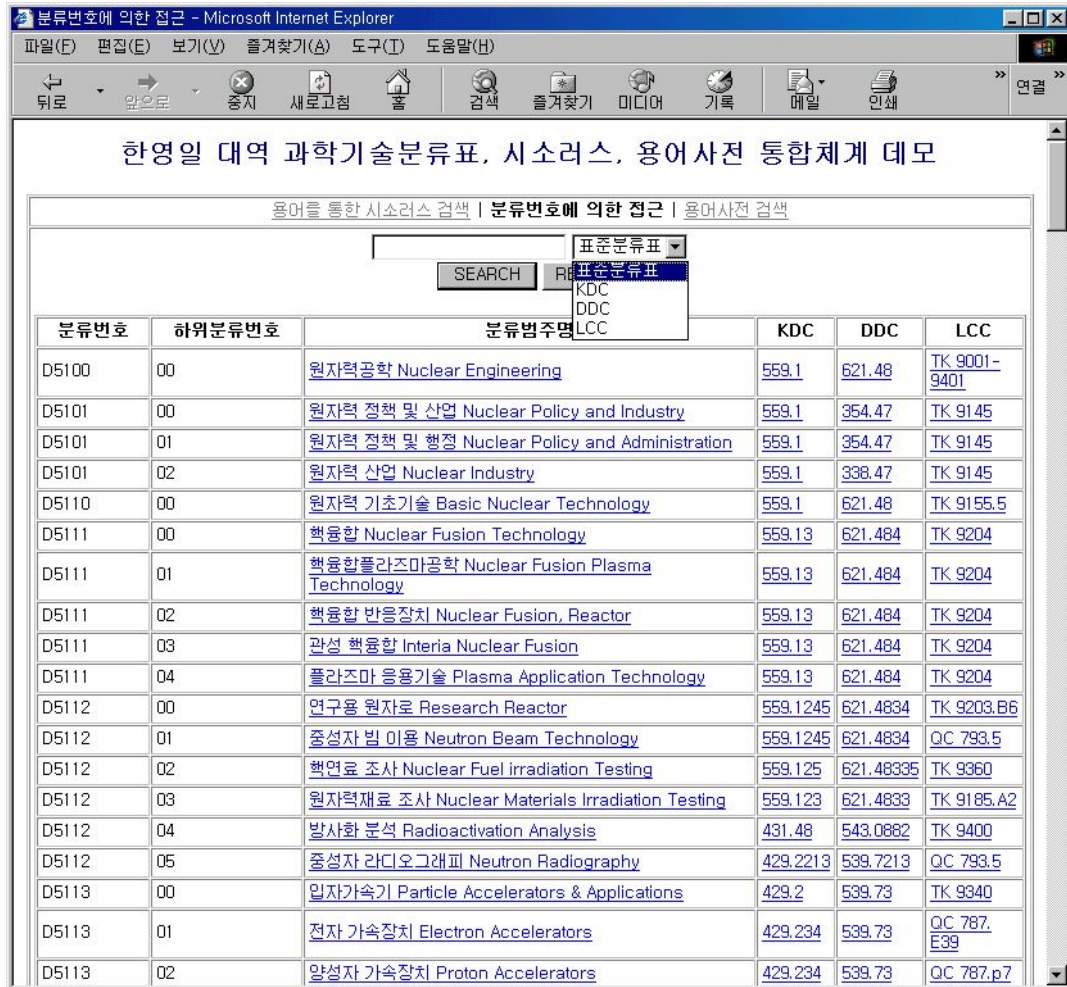 분류번호에 의한 접근 - Microsoft Internet Explorer
파일(F) 편집(E) 보기(V) 즐겨찾기(A) 도구(T) 도움말(H)
뒤로 앞으로 중지 새로고침 홈 검색 즐겨찾기 미디어 기록 메일 인쇄 » 연결 »
한영일 대역 과학기술분류표, 시소러스, 용어사전 통합체계 데모
용어를 통한 시소러스 검색 | 분류번호에 의한 접근 | 용어사전 검색
표준분류표
SEARCH RE 표준분류표
KDC
DDC
LCC
분류번호 하위분류번호 분류범주명 KDC DDC LCC
D5100 00 원자력공학 Nuclear Engineering 559.1 621.48 TK 9001-
9401
D5101 00 원자력 정책 및 산업 Nuclear Policy and Industry 559.1 354.47 TK 9145
D5101 01 원자력 정책 및 행정 Nuclear Policy and Administration 559.1 354.47 TK 9145
D5101 02 원자력 산업 Nuclear Industry 559.1 338.47 TK 9145
D5110 00 원자력 기초기술 Basic Nuclear Technology 559.1 621.48 TK 9155.5
D5111 00 핵융합 Nuclear Fusion Technology 559.13 621.484 TK 9204
D5111 01 핵융합플라즈마공학 Nuclear Fusion Plasma
Technology 559.13 621.484 TK 9204
D5111 02 핵융합 반응장치 Nuclear Fusion, Reactor 559.13 621.484 TK 9204
D5111 03 관성 핵융합 Interia Nuclear Fusion 559.13 621.484 TK 9204
D5111 04 플라즈마 응용기술 Plasma Application Technology 559.13 621.484 TK 9204
D5112 00 연구용 원자로 Research Reactor 559.1245 621.4834 TK 9203.B6
D5112 01 중성자 빔 이용 Neutron Beam Technology 559.1245 621.4834 QC 793.5
D5112 02 핵연료 조사 Nuclear Fuel irradiation Testing 559.125 621.48335 TK 9360
D5112 03 원자력재료 조사 Nuclear Materials Irradiation Testing 559.123 621.4833 TK 9185.A2
D5112 04 방사화 분석 Radioactivation Analysis 431.48 543.0882 TK 9400
D5112 05 중성자 라디오그래피 Neutron Radiography 429.2213 539.7213 QC 793.5
D5113 00 입자가속기 Particle Accelerators & Applications 429.2 539.73 TK 9340
D5113 01 전자 가속장치 Electron Accelerators 429.234 539.73 QC 787.
E39
D5113 02 양성자 가속장치 Proton Accelerators 429.234 539.73 QC 787.p7